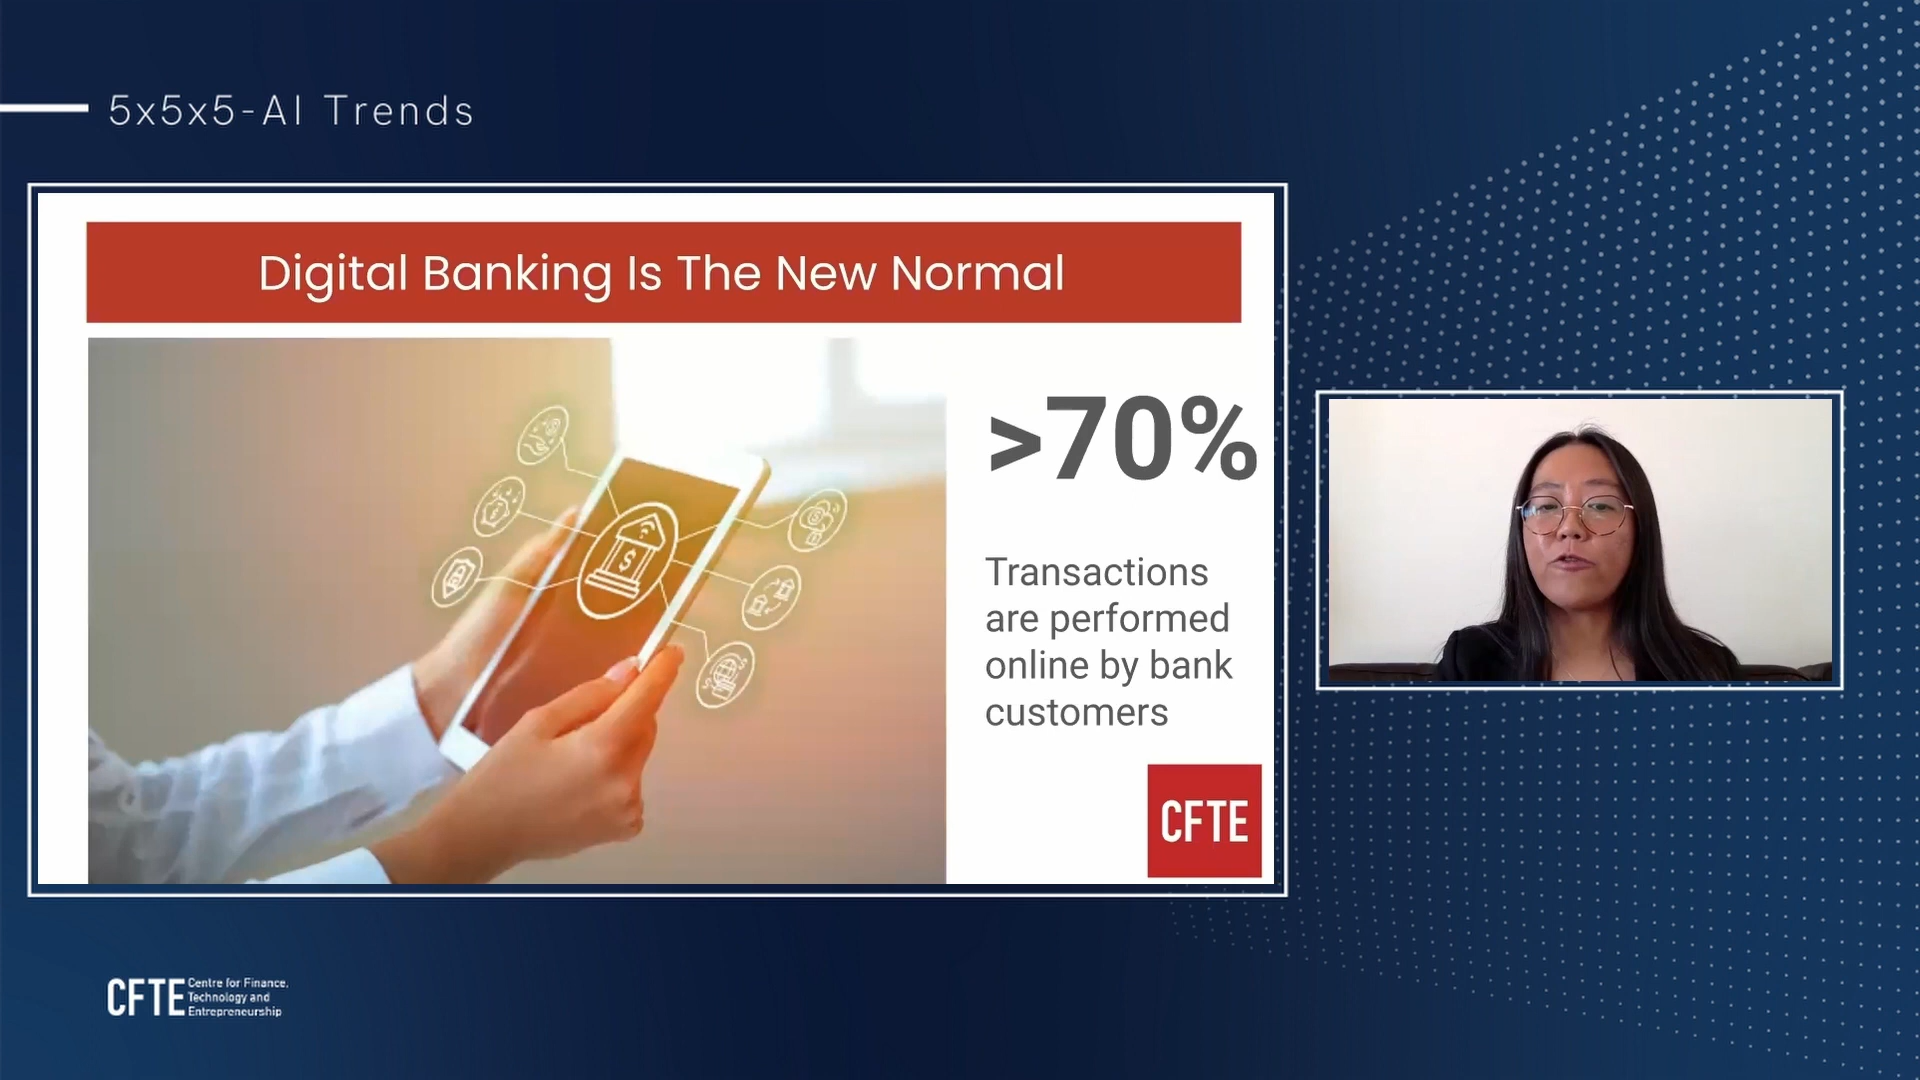 5x5x5-AI Trends
Digital Banking Is The New Normal
>70%
Transactions
are performed
online by bank
customers
CFTE
CFTE
Centre for Finance,
Technology and
Entrepreneurship